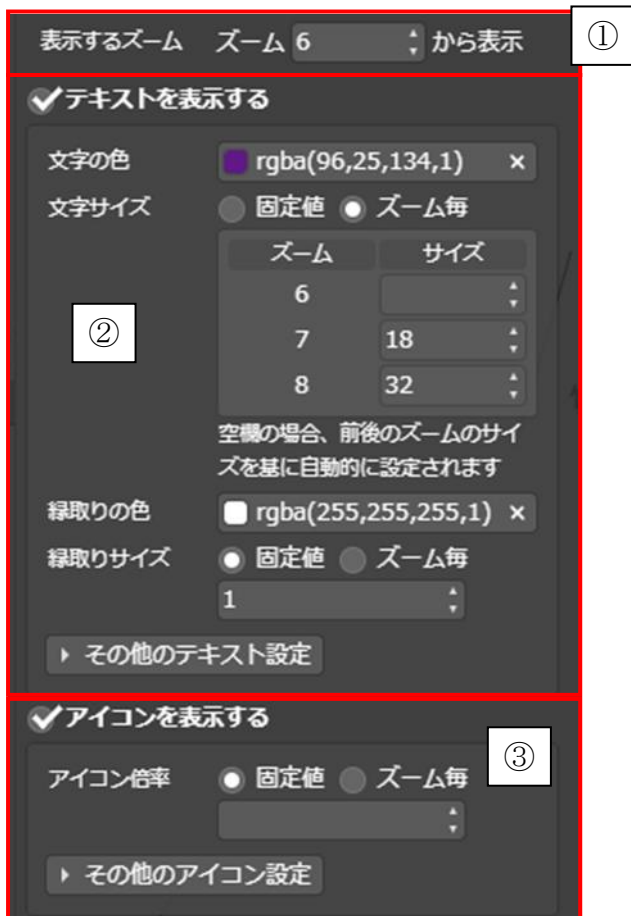 表示するズーム ズーム 6 から表示 ①
テキストを表示する
文字の色 rgba(96,25,134,1) ×
文字サイズ 固定値 ズーム毎
ズーム サイズ
6
② 7 18
8 32
空欄の場合、前後のズームのサイ
ズを基に自動的に設定されます
縁取りの色 rgba(255,255,255,1) ×
縁取りサイズ 固定値 ズーム毎
1
その他のテキスト設定
アイコンを表示する
③
アイコン倍率 固定値 ズーム毎
その他のアイコン設定